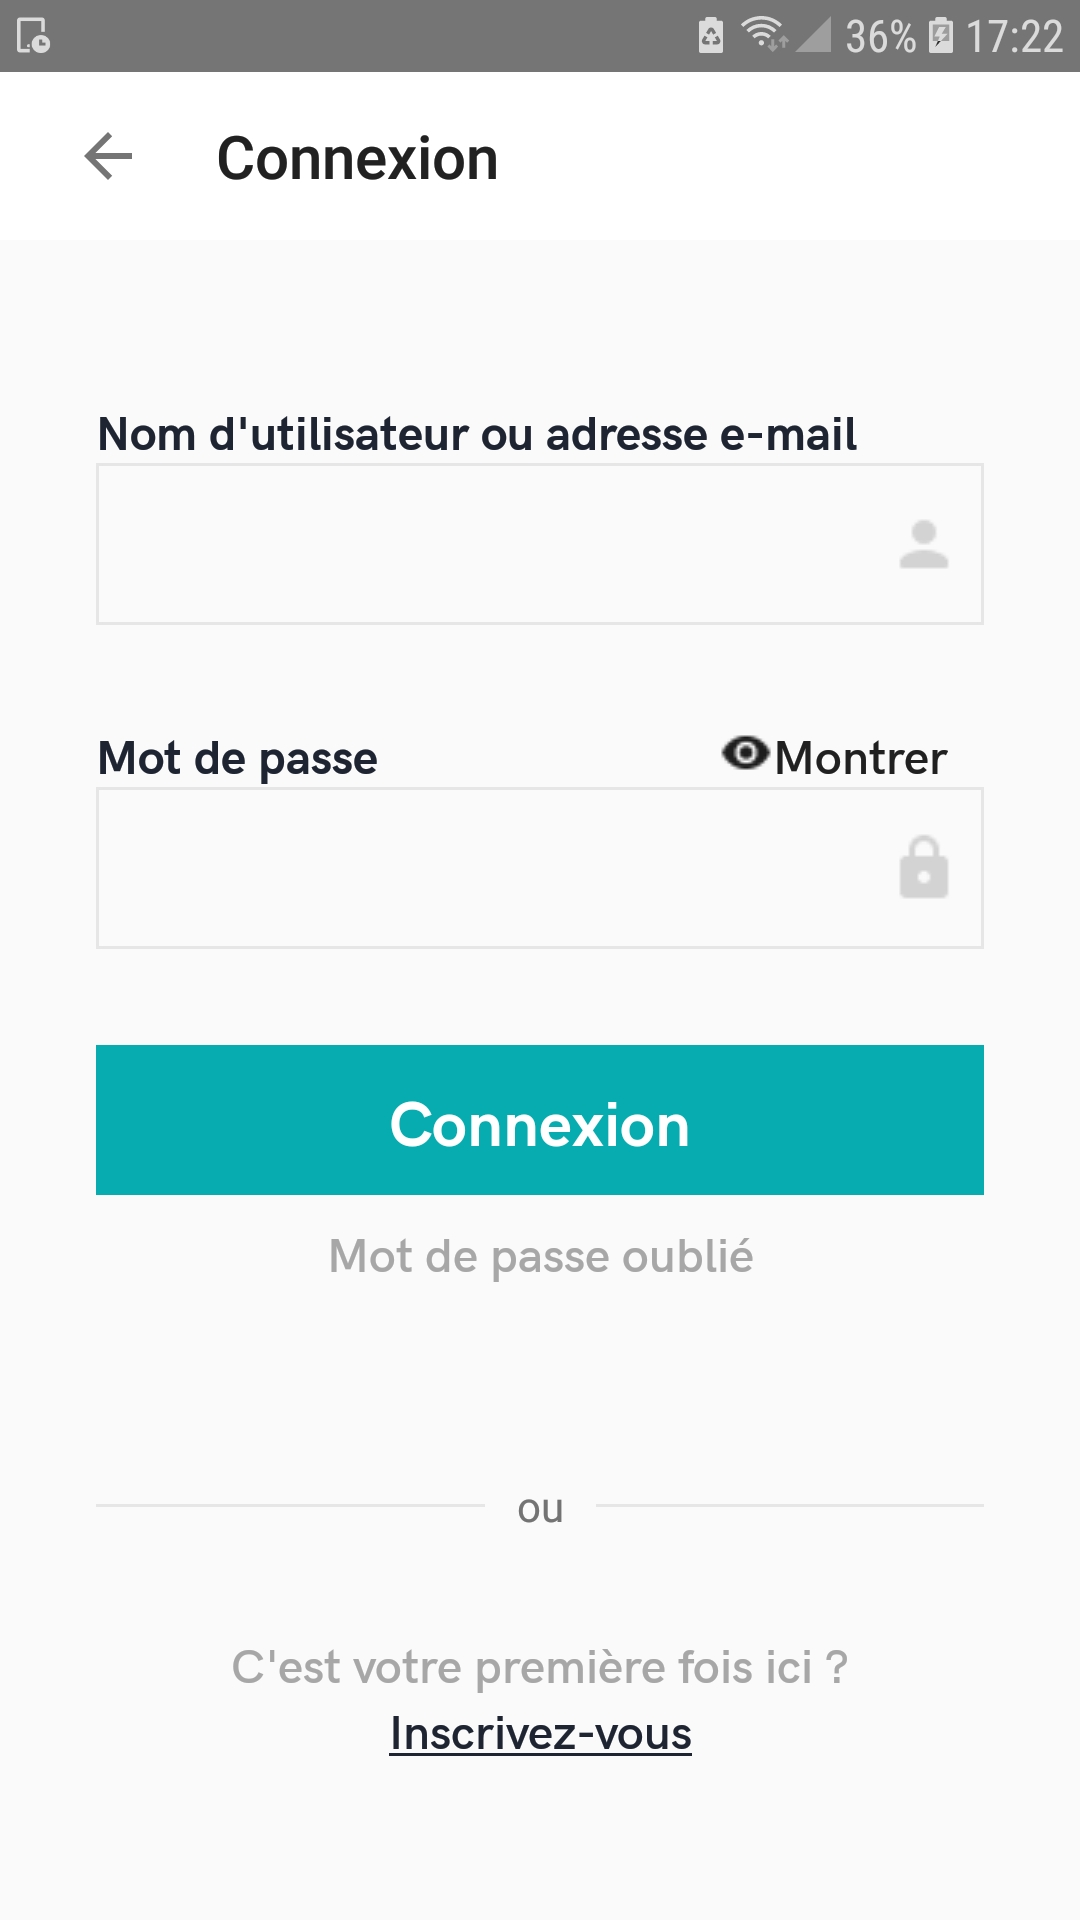 36% 17:22
Connexion
Nom d'utilisateur ou adresse e-mail
Mot de passe Montrer
Connexion
Mot de passe oublié
ou
C'est votre première fois ici ?
Inscrivez-vous